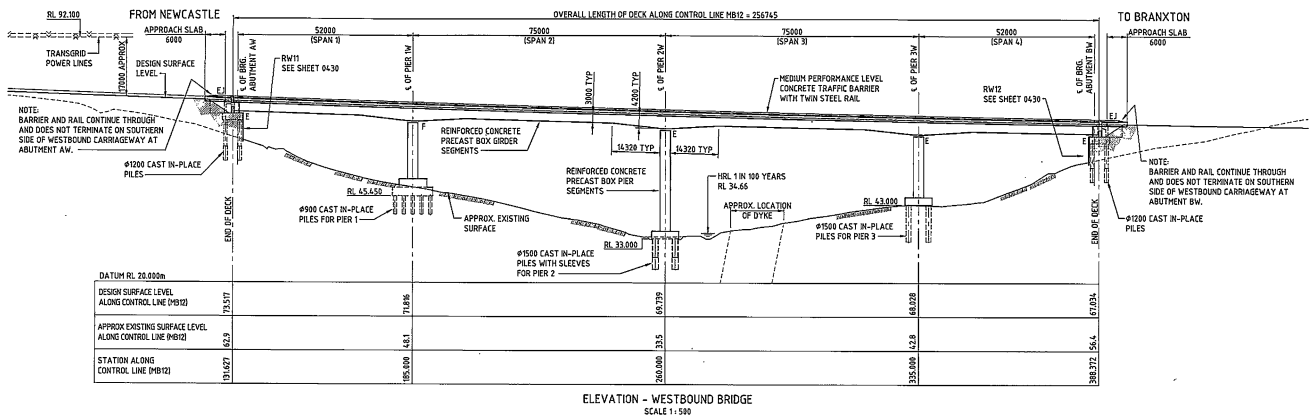 RL 92.100
FROM NEWCASTLE
OVERALL LENGTH OF DECK ALONG CONTROL LINE MB12 = 256745
TO BRANXTON
APPROACH SLAB
6000
52000
(SPAN 1)
75000
(SPAN 2)
75000
(SPAN 3)
52000
(SPAN 4)
APPROACH SLAB
6000
TRANSGRID
POWER LINES
17000 APPROX
DESIGN SURFACE
LEVEL
EJ
℄ OF BRG.
ABUTMENT AW
RW11
SEE SHEET 0430
℄ OF PIER 1W
℄ OF PIER 2W
℄ OF PIER 3W
℄ OF BRG.
ABUTMENT BW
3000 TYP
4200 TYP
MEDIUM PERFORMANCE LEVEL
CONCRETE TRAFFIC BARRIER
WITH TWIN STEEL RAIL
RW12
SEE SHEET 0430
EJ
NOTE:
BARRIER AND RAIL CONTINUE THROUGH
AND DOES NOT TERMINATE ON SOUTHERN
SIDE OF WESTBOUND CARRIAGEWAY AT
ABUTMENT AW.
E
F
E
E
E
REINFORCED CONCRETE
PRECAST BOX GIRDER
SEGMENTS
14320 TYP
14320 TYP
NOTE:
BARRIER AND RAIL CONTINUE THROUGH
AND DOES NOT TERMINATE ON SOUTHERN
SIDE OF WESTBOUND CARRIAGEWAY AT
ABUTMENT BW.
Ø1200 CAST IN-PLACE
PILES
REINFORCED CONCRETE
PRECAST BOX PIER
SEGMENTS
HRL 1 IN 100 YEARS
RL 34.66
RL 45.450
Ø900 CAST IN-PLACE
PILES FOR PIER 1
APPROX. EXISTING
SURFACE
APPROX. LOCATION
OF DYKE
RL 43.000
Ø1500 CAST IN-PLACE
PILES FOR PIER 3
Ø1200 CAST IN-PLACE
PILES
END OF DECK
RL 33.000
Ø1500 CAST IN-PLACE
PILES WITH SLEEVES
FOR PIER 2
END OF DECK
DATUM RL 20.000m
DESIGN SURFACE LEVEL
ALONG CONTROL LINE (MB12)
73.517
71.816
69.739
68.028
67.034
APPROX EXISTING SURFACE LEVEL
ALONG CONTROL LINE (MB12)
62.9
48.1
33.5
42.8
56.4
STATION ALONG
CONTROL LINE (MB12)
131.627
185.000
260.000
335.000
388.372
ELEVATION - WESTBOUND BRIDGE
SCALE 1 : 500